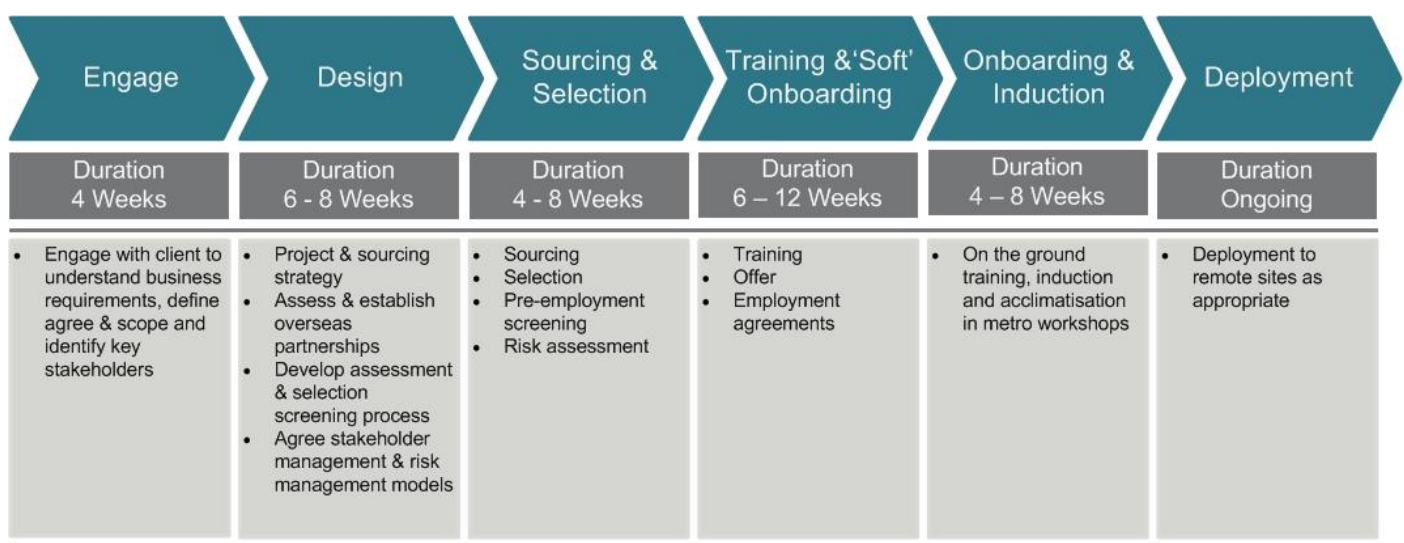 Engage
Design
Sourcing &
Selection
Training &‘Soft’
Onboarding
Onboarding &
Induction
Deployment
Duration
4 Weeks
Duration
6 - 8 Weeks
Duration
4 - 8 Weeks
Duration
6 – 12 Weeks
Duration
4 – 8 Weeks
Duration
Ongoing
• Engage with client to
understand business
requirements, define
agree & scope and
identify key
stakeholders
• Project & sourcing
strategy
• Assess & establish
overseas
partnerships
• Develop assessment
& selection
screening process
• Agree stakeholder
management & risk
management models
• Sourcing
• Selection
• Pre-employment
screening
• Risk assessment
• Training
• Offer
• Employment
agreements
• On the ground
training, induction
and acclimatisation
in metro workshops
• Deployment to
remote sites as
appropriate